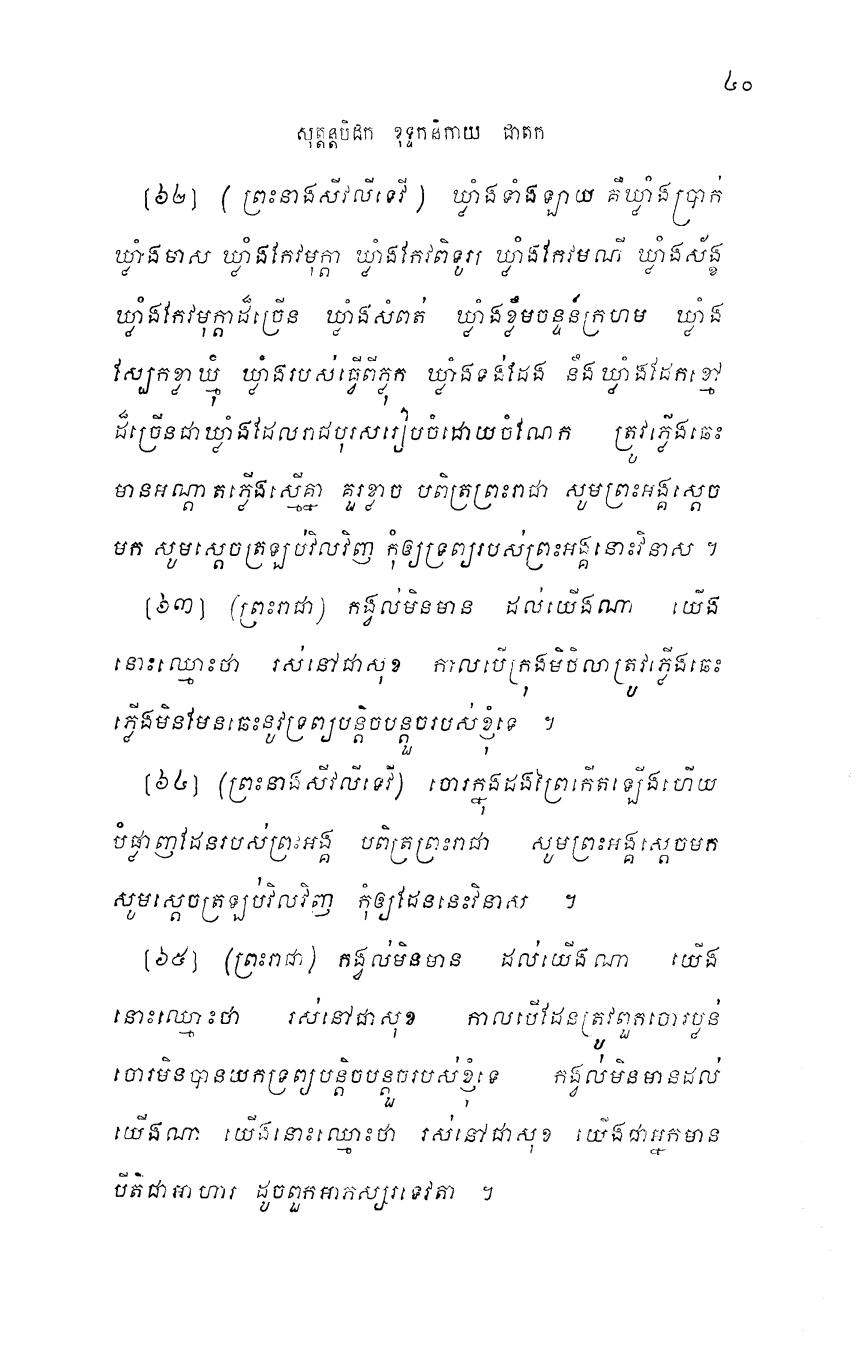 ៤០
សុត្តន្តបិដក ខុទ្ទកនិកាយ ជាតក
[៦២] (ព្រះនាងសីវលីទេវី) ឃ្លាំងទាំងឡាយ គឺឃ្លាំងប្រាក់
ឃ្លាំងមាស ឃ្លាំងកែវមុក្តា ឃ្លាំងកែវពិទូរ្យ ឃ្លាំងកែវមណី ឃ្លាំងស័ង្ខ
ឃ្លាំងកែវមុក្តាដ៏ច្រើន ឃ្លាំងសំពត់ ឃ្លាំងខ្លឹមចន្ទន៍ក្រហម ឃ្លាំង
ស្បែកខ្លាឃ្មុំ ឃ្លាំងរបស់ធ្វើពីភ្លុក ឃ្លាំងទង់ដែង នឹងឃ្លាំងដែកខ្មៅ
ដ៏ច្រើនជាឃ្លាំងដែលរាជបុរសរៀបចំដោយចំណែក ត្រូវភ្លើងឆេះ
មានអណ្តាតភ្លើងស្មើគ្នា គួរខ្លាច បពិត្រព្រះរាជា សូមព្រះអង្គស្តេច
មក សូមស្តេចត្រឡប់វិលវិញ កុំឲ្យទ្រព្យរបស់ព្រះអង្គនោះវិនាស ។
[៦៣] (ព្រះរាជា) កង្វល់មិនមាន ដល់យើងណា យើង
នោះឈ្មោះថា រស់នៅជាសុខ កាលបើក្រុងមិថិលាត្រូវភ្លើងឆេះ
ភ្លើងមិនមែនឆេះនូវទ្រព្យបន្តិចបន្តួចរបស់ខ្ញុំទេ ។
[៦៤] (ព្រះនាងសីវលីទេវី) ចោរក្នុងដងព្រៃកើតឡើងហើយ
បំផ្លាញដែនរបស់ព្រះអង្គ បពិត្រព្រះរាជា សូមព្រះអង្គស្តេចមក
សូមស្តេចត្រឡប់វិលវិញ កុំឲ្យដែននេះវិនាស ។
[៦៥] (ព្រះរាជា) កង្វល់មិនមាន ដល់យើងណា យើង
នោះឈ្មោះថា រស់នៅជាសុខ កាលបើដែនត្រូវពួកចោរប្លន់
ចោរមិនបានយកទ្រព្យបន្តិចបន្តួចរបស់ខ្ញុំទេ កង្វល់មិនមានដល់
យើងណា យើងនោះឈ្មោះថា រស់នៅជាសុខ យើងជាអ្នកមាន
បីតិជាអាហារ ដូចពួកអាភស្សរទេវតា ។